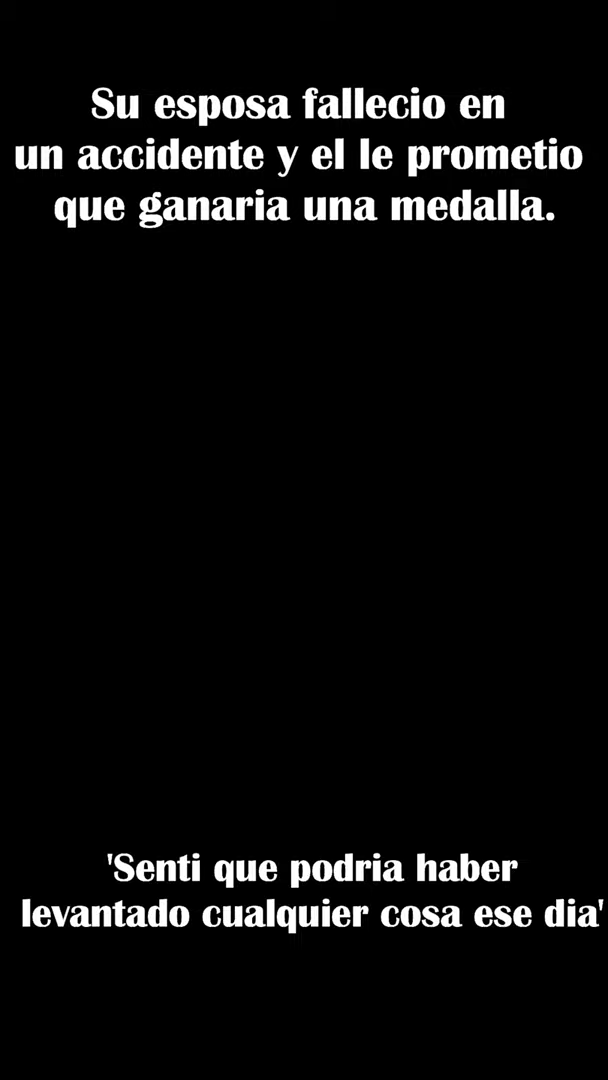 Su esposa fallecio en
un accidente y el le prometio
que ganaria una medalla.
'Senti que podria haber
levantado cualquier cosa ese dia'